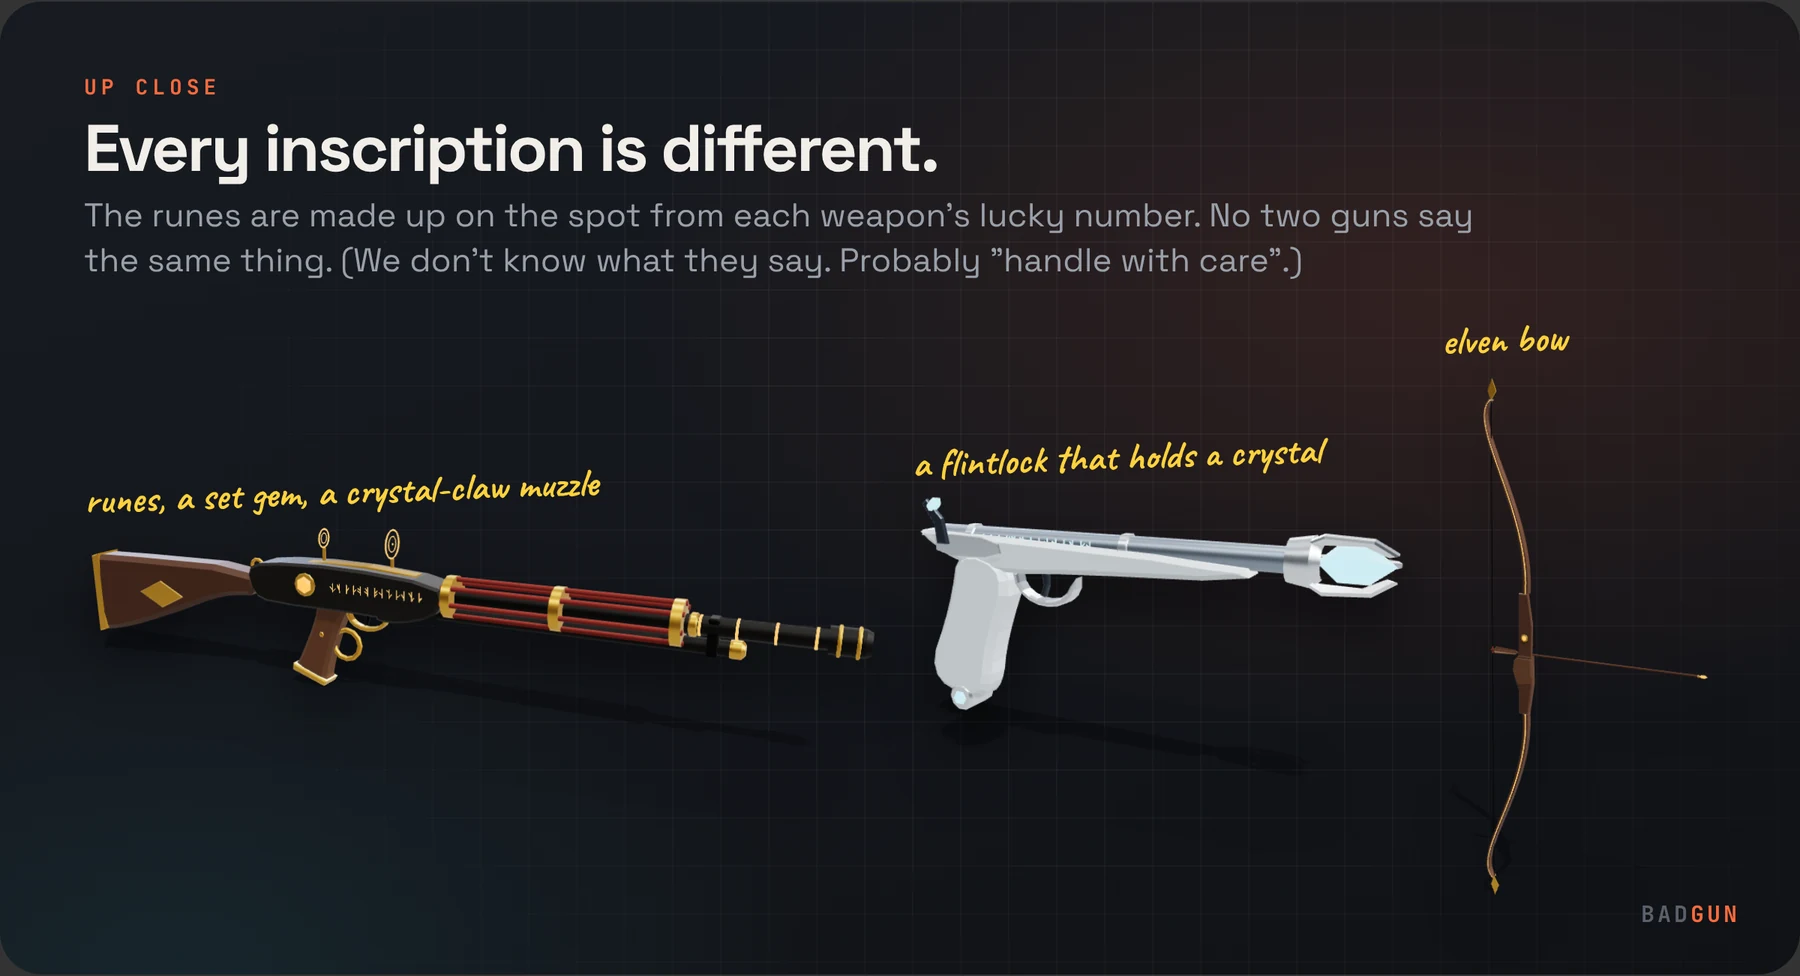 UP CLOSE
Every inscription is different.
The runes are made up on the spot from each weapon’s lucky number. No two guns say
the same thing. (We don’t know what they say. Probably ”handle with care”.)
elven bow
a flintlock that holds a crystal
runes, a set gem, a crystal-claw muzzle
BADGUN